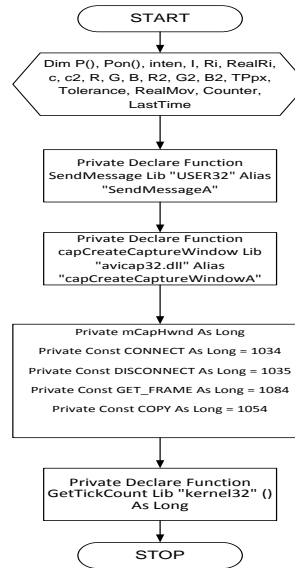 START
Dim P(), Pon(), inten, I, Ri, RealRi,
c, c2, R, G, B, R2, G2, B2, TPpx,
Tolerance, RealMov, Counter,
LastTime
Private Declare Function
SendMessage Lib "USER32" Alias
"SendMessageA"
Private Declare Function
capCreateCaptureWindow Lib
"avicap32.dll" Alias
"capCreateCaptureWindowA"
Private mCapHwnd As Long
Private Const CONNECT As Long = 1034
Private Const DISCONNECT As Long = 1035
Private Const GET_FRAME As Long = 1084
Private Const COPY As Long = 1054
Private Declare Function
GetTickCount Lib "kernel32" ()
As Long
STOP